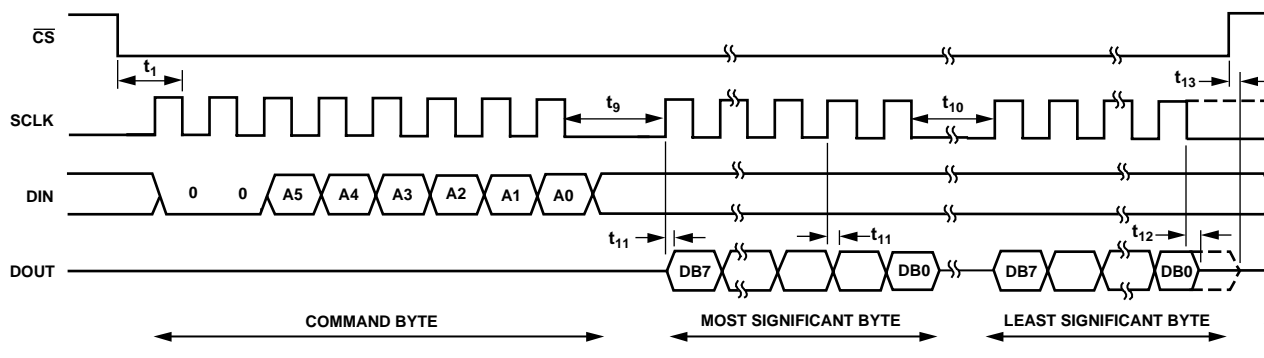 CS
t1
t13
SCLK
t9
t10
DIN
0 0 A5 A4 A3 A2 A1 A0
t11
t11
t12
DOUT
DB7
DB0
DB7
DB0
COMMAND BYTE
MOST SIGNIFICANT BYTE
LEAST SIGNIFICANT BYTE